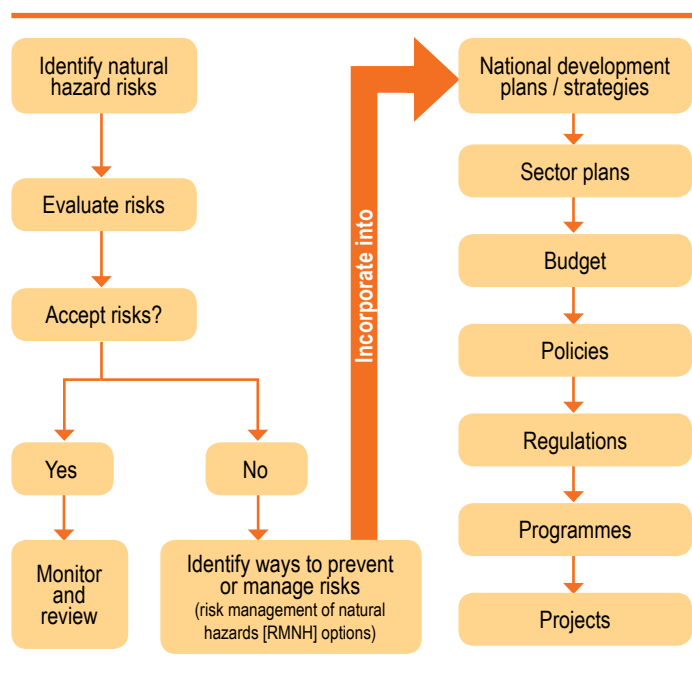 Identify natural
hazard risks
Evaluate risks
Accept risks?
Yes
No
Monitor
and
review
Identify ways to prevent
or manage risks
(risk management of natural
hazards [RMNH] options)
Incorporate into
National development
plans / strategies
Sector plans
Budget
Policies
Regulations
Programmes
Projects